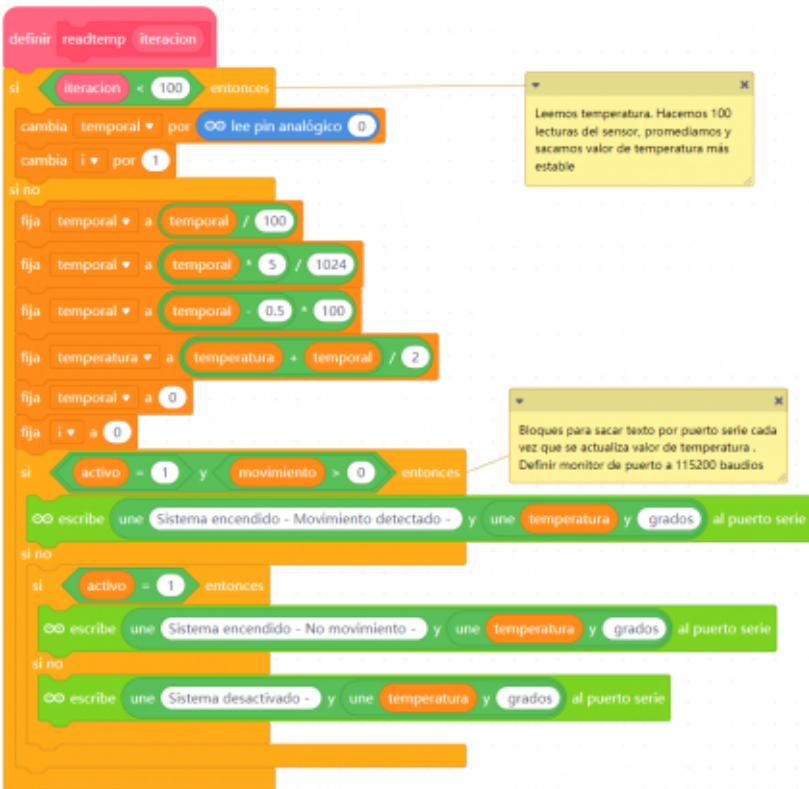 definir readtemp iteracion
si iteracion < 100 entonces
Leemos temperatura. Hacemos 100
lecturas del sensor, promediamos y
sacamos valor de temperatura más
estable
cambia temporal por lee pin analógico 0
cambia i por 1
si no
fija temporal a temporal / 100
fija temporal a temporal * 5 / 1024
fija temporal a temporal - 0.5 * 100
fija temperatura a temperatura + temporal / 2
fija temporal a 0
fija i a 0
Bloques para sacar texto por puerto serie cada
vez que se actualiza valor de temperatura .
Definir monitor de puerto a 115200 baudios
si activo = 1 y movimiento > 0 entonces
escribe une Sistema encendido - Movimiento detectado - y une temperatura y grados al puerto serie
si no
si activo = 1 entonces
escribe une Sistema encendido - No movimiento - y une temperatura y grados al puerto serie
si no
escribe une Sistema desactivado - y une temperatura y grados al puerto serie